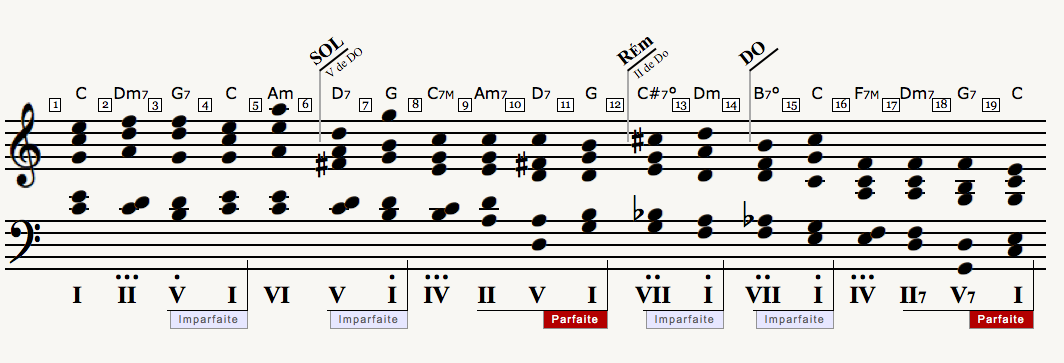 SOL
V de DO
RÉm
II de Do
DO
C Dm7 G7 C Am D7 G C7M Am7 D7 G C#7° Dm B7° C F7M Dm7 G7 C
1 2 3 4 5 6 7 8 9 10 11 12 13 14 15 16 17 18 19
I II V I VI V I IV II V I VII I VII I IV II7 V7 I
Imparfaite Imparfaite Parfaite Imparfaite Imparfaite Parfaite